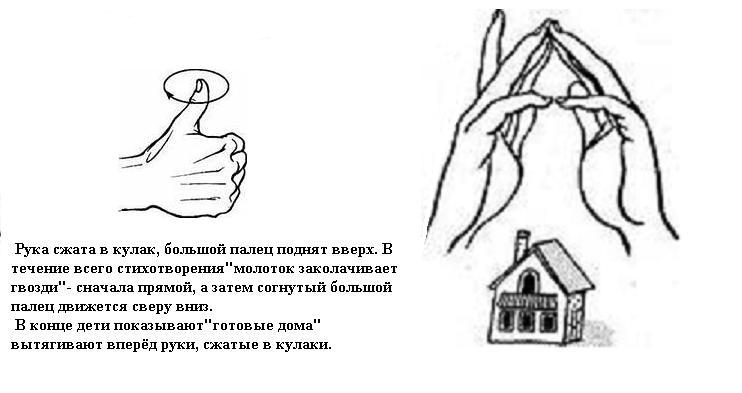 Рука сжата в кулак, большой палец поднят вверх. В
течение всего стихотворения"молоток заколачивает
гвозди"- сначала прямой, а затем согнутый большой
палец движется сверху вниз.
В конце дети показывают"готовые дома"
вытягивают вперёд руки, сжатые в кулаки.